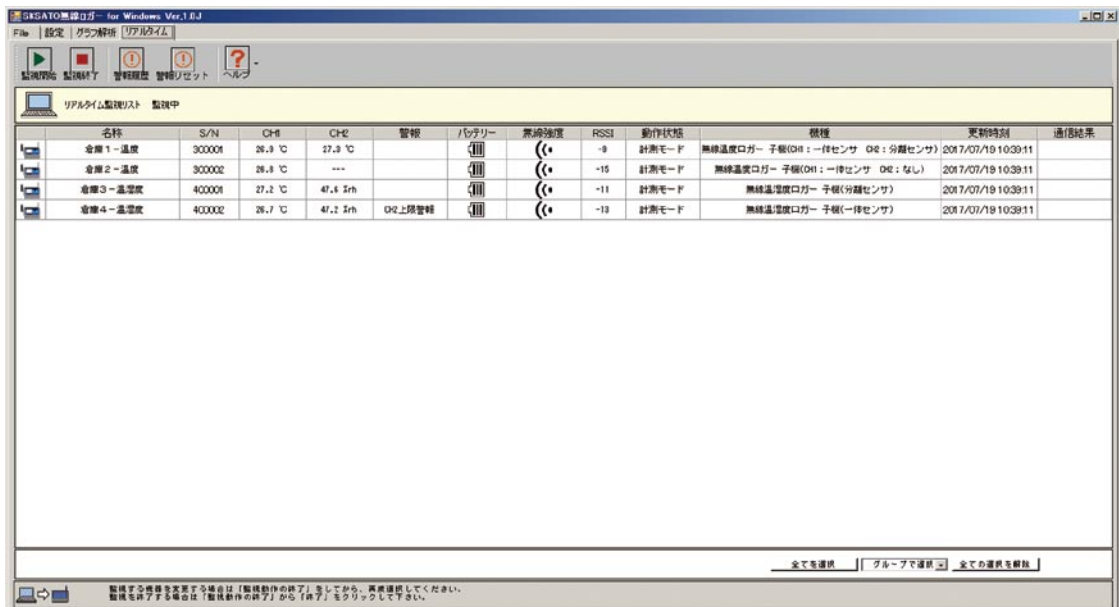 SKSATO無線ロガー for Windows Ver.1.0J
File 設定 グラフ解析 リアルタイム
監視開始 監視終了 警報履歴 警報リセット ヘルプ
リアルタイム監視リスト 監視中
名称 S/N CH1 CH2 警報 バッテリー 無線強度 RSSI 動作状態 機種 更新時刻 通信結果
倉庫1-温度 300001 26.9 ℃ 27.3 ℃ -9 計測モード 無線温度ロガー 子機(CH1:一体センサ CH2:分離センサ) 2017/07/19 10:39:11
倉庫2-温度 300002 26.8 ℃ --- -15 計測モード 無線温度ロガー 子機(CH1:一体センサ CH2:なし) 2017/07/19 10:39:11
倉庫3-温湿度 400001 27.2 ℃ 47.6 %rh -11 計測モード 無線温湿度ロガー 子機(分離センサ) 2017/07/19 10:39:11
倉庫4-温湿度 400002 26.7 ℃ 47.2 %rh CH2上限警報 -13 計測モード 無線温湿度ロガー 子機(一体センサ) 2017/07/19 10:39:11
全てを選択 グループで選択 全ての選択を解除
監視する機器を変更する場合は「監視動作の終了」をしてから、再度選択してください。
監視を終了する場合は「監視動作の終了」から「終了」をクリックして下さい。